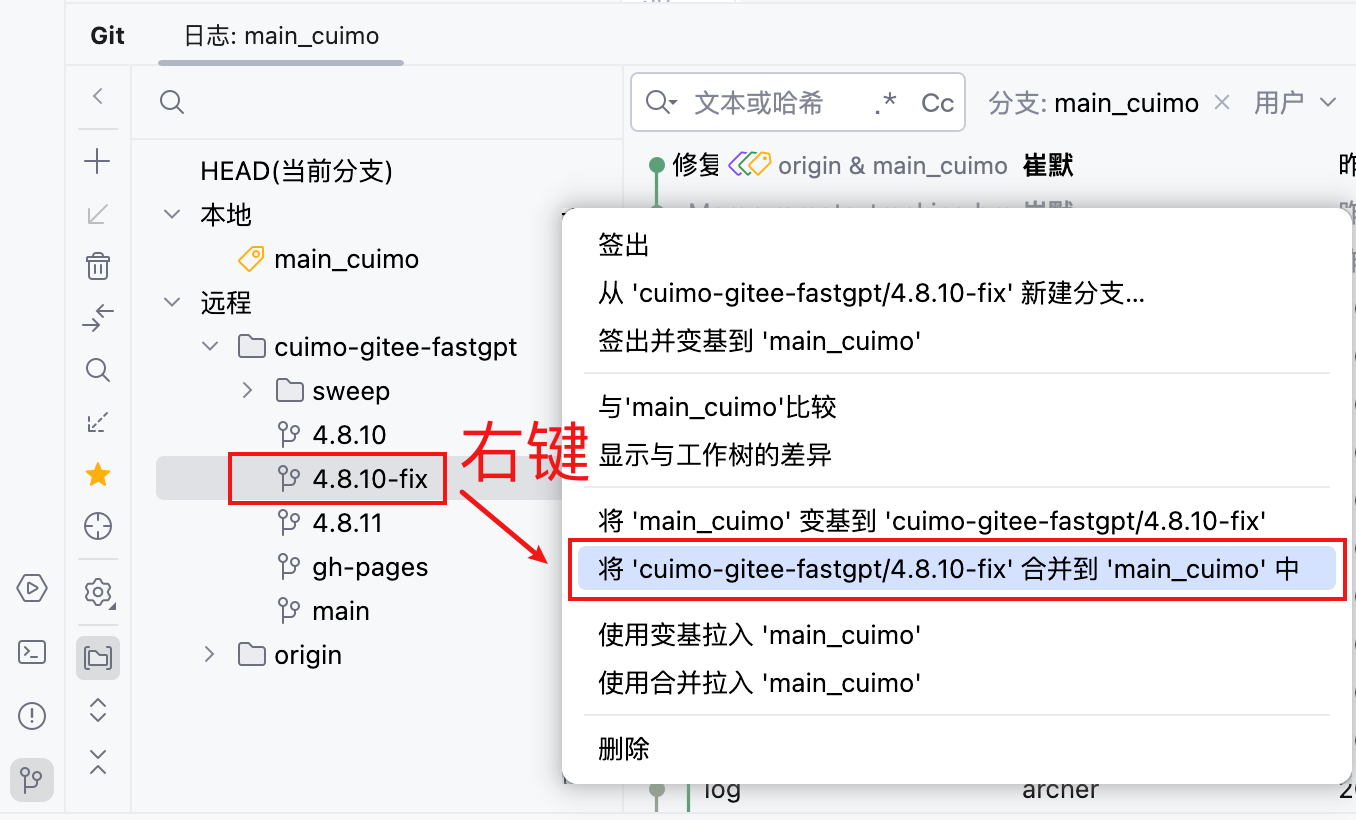 Git 日志: main_cuimo
文本或哈希 .* Cc 分支: main_cuimo × 用户
HEAD(当前分支)
本地
main_cuimo
远程
cuimo-gitee-fastgpt
sweep
4.8.10
4.8.10-fix
4.8.11
gh-pages
main
origin
右键
修复 origin & main_cuimo 崔默 昨
签出
从 'cuimo-gitee-fastgpt/4.8.10-fix' 新建分支...
签出并变基到 'main_cuimo'
与'main_cuimo'比较
显示与工作树的差异
将 'main_cuimo' 变基到 'cuimo-gitee-fastgpt/4.8.10-fix'
将 'cuimo-gitee-fastgpt/4.8.10-fix' 合并到 'main_cuimo' 中
使用变基拉入 'main_cuimo'
使用合并拉入 'main_cuimo'
删除
log archer